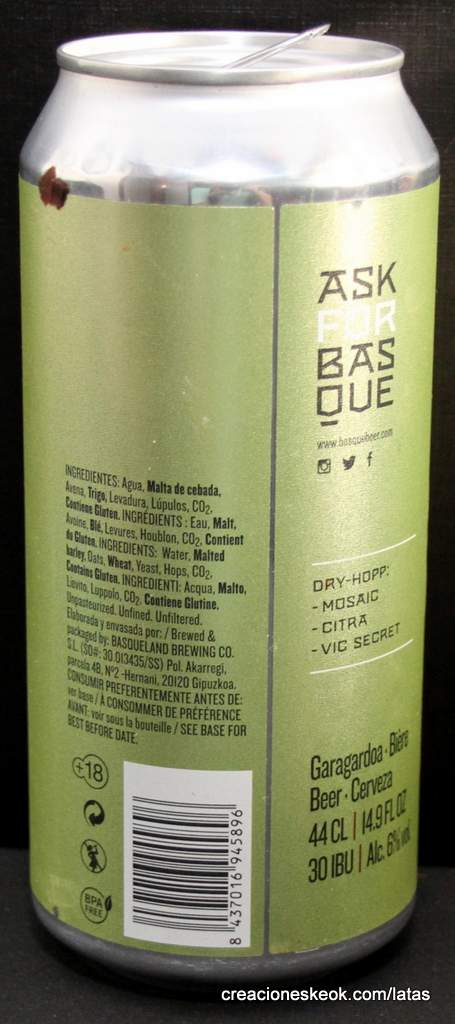 INGREDIENTES: Agua, Malta de cebada,
Avena, Trigo, Levadura, Lúpulos, CO2,
Contiene Gluten. INGRÉDIENTS : Eau, Malt,
Avoine, Blé, Levures, Houblon, CO2, Contient
du Gluten. INGREDIENTS: Water, Malted
barley, Oats, Wheat, Yeast, Hops, CO2,
Contains Gluten. INGREDIENTI: Acqua, Malto,
Lievito, Luppolo, CO2. Contiene Glutine.
Unpasteurized. Unfined. Unfiltered.
Elaborada y envasada por: / Brewed &
packaged by: BASQUELAND BREWING CO.
S.L. (SO#: 30.013435/SS) Pol. Akarregi,
parcela 4B, Nº2 -Hernani, 20120 Gipuzkoa.
CONSUMIR PREFERENTEMENTE ANTES DE:
ver base / À CONSOMMER DE PRÉFÉRENCE
AVANT: voir sous la bouteille / SEE BASE FOR
BEST BEFORE DATE.
+18
BPA
FREE
8 437016 945896
ASK
FOR
BAS
QUE
www.basquebeer.com
DRY-HOPP:
- MOSAIC
- CITRA
- VIC SECRET
Garagardoa · Bière
Beer · Cerveza
44 CL | 14.9 FL OZ
30 IBU | Alc. 6% vol
creacioneskeok.com/latas